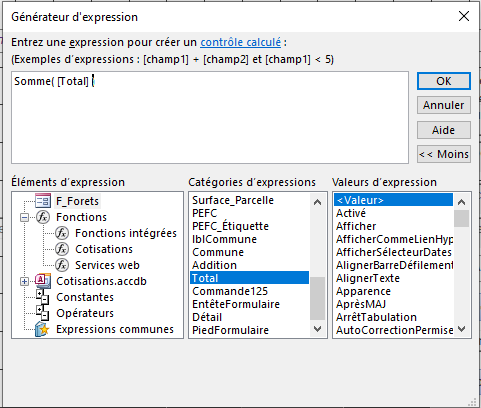 Générateur d'expression
Entrez une expression pour créer un contrôle calculé :
(Exemples d'expressions : [champ1] + [champ2] et [champ1] < 5)
Somme( [Total] )
OK
Annuler
Aide
<< Moins
Éléments d'expression
F_Forets
Fonctions
Fonctions intégrées
Cotisations
Services web
Cotisations.accdb
Constantes
Opérateurs
Expressions communes
Catégories d'expressions
Surface_Parcelle
PEFC
PEFC_Étiquette
lblCommune
Commune
Addition
Total
Commande125
EntêteFormulaire
Détail
PiedFormulaire
Valeurs d'expression
<Valeur>
Activé
Afficher
AfficherCommeLienHyp
AfficherSélecteurDates
AlignerBarreDéfilement
AlignerTexte
Apparence
AprèsMAJ
ArrêtTabulation
AutoCorrectionPermise